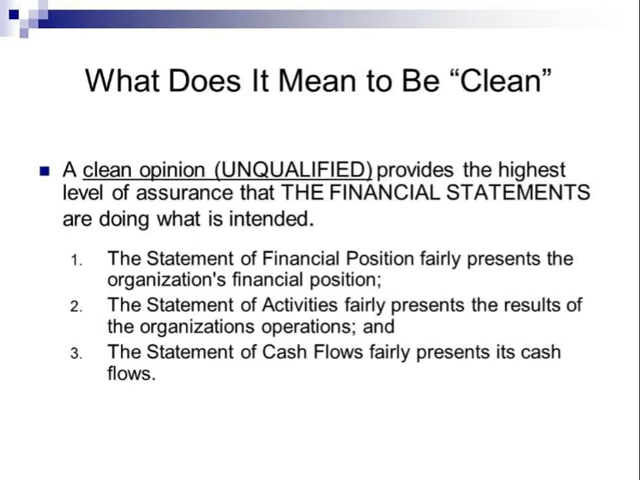 What Does It Mean to Be “Clean”
A clean opinion (UNQUALIFIED) provides the highest
level of assurance that THE FINANCIAL STATEMENTS
are doing what is intended.
1. The Statement of Financial Position fairly presents the
organization's financial position;
2. The Statement of Activities fairly presents the results of
the organizations operations; and
3. The Statement of Cash Flows fairly presents its cash
flows.